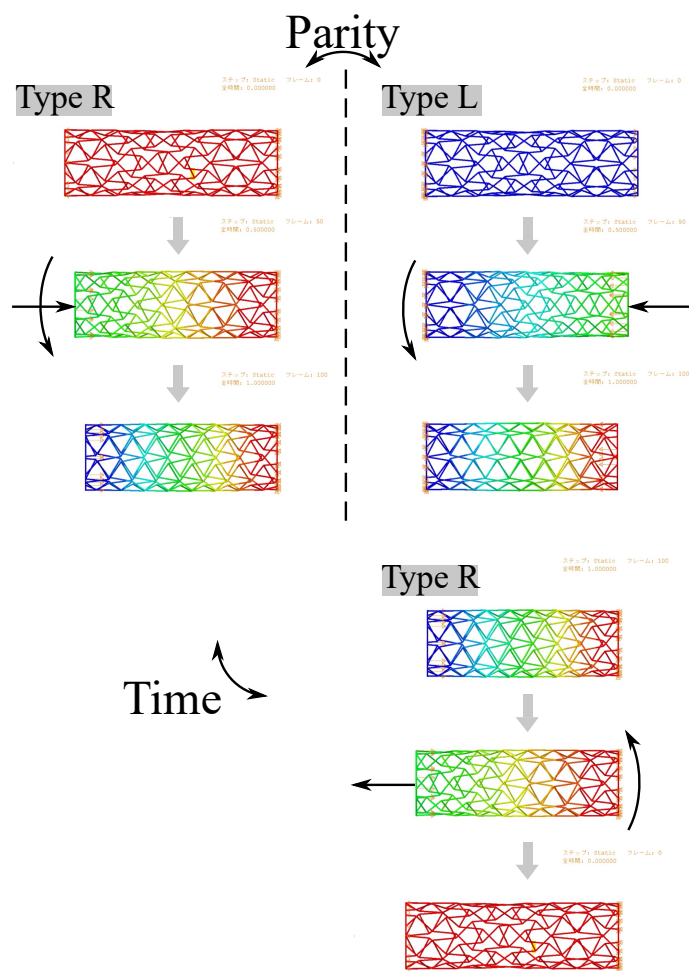 Parity
ステップ: Static フレーム: 0
全時間: 0.000000
Type R
ステップ: Static フレーム: 0
全時間: 0.000000
Type L
ステップ: Static フレーム: 50
全時間: 0.500000
ステップ: Static フレーム: 50
全時間: 0.500000
ステップ: Static フレーム: 100
全時間: 1.000000
ステップ: Static フレーム: 100
全時間: 1.000000
ステップ: Static フレーム: 100
全時間: 1.000000
Type R
Time
ステップ: Static フレーム: 0
全時間: 0.000000